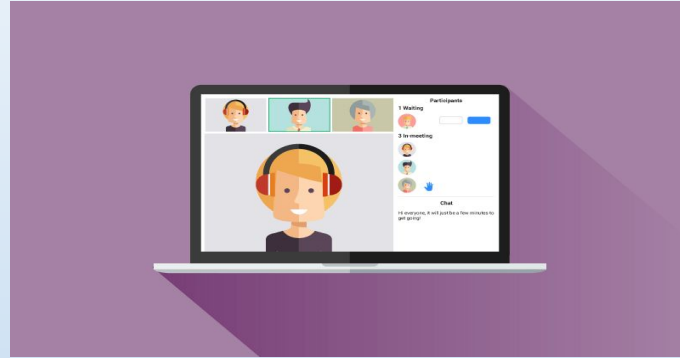 Participants
1 Waiting
3 In-meeting
Chat
Hi everyone, it will just be a few minutes to
get going!